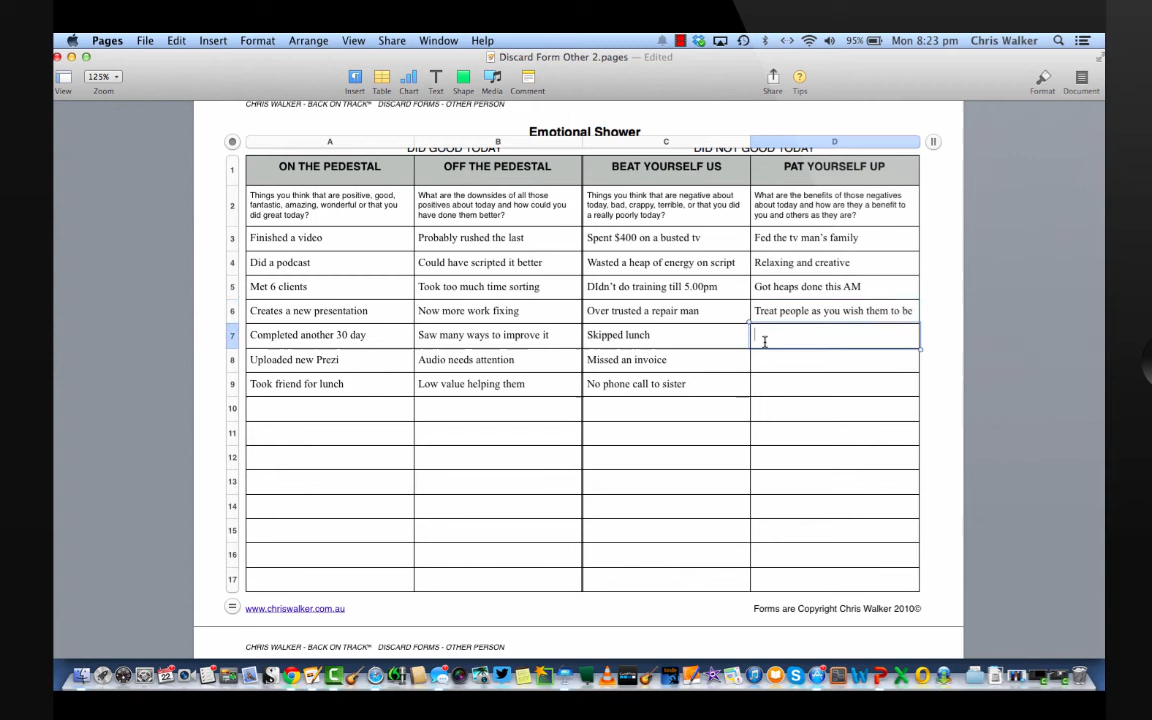 Pages File Edit Insert Format Arrange View Share Window Help 95% Mon 8:23 pm Chris Walker
Discard Form Other 2.pages — Edited
125%
View Zoom Insert Table Chart Text Shape Media Comment Share Tips Format Document
CHRIS WALKER - BACK ON TRACK™ DISCARD FORMS - OTHER PERSON
Emotional Shower
A B C D
DID GOOD TODAY DID NOT GOOD TODAY
1 ON THE PEDESTAL OFF THE PEDESTAL BEAT YOURSELF US PAT YOURSELF UP
Things you think that are positive, good, What are the downsides of all those Things you think that are negative about What are the benefits of those negatives
2 fantastic, amazing, wonderful or that you positives about today and how could you today, bad, crappy, terrible, or that you did about today and how are they a benefit to
did great today? have done them better? a really poorly today? you and others as they are?
3 Finished a video Probably rushed the last Spent $400 on a busted tv Fed the tv man's family
4 Did a podcast Could have scripted it better Wasted a heap of energy on script Relaxing and creative
5 Met 6 clients Took too much time sorting DIdn't do training till 5.00pm Got heaps done this AM
6 Creates a new presentation Now more work fixing Over trusted a repair man Treat people as you wish them to be
7 Completed another 30 day Saw many ways to improve it Skipped lunch
8 Uploaded new Prezi Audio needs attention Missed an invoice
9 Took friend for lunch Low value helping them No phone call to sister
10
11
12
13
14
15
16
17
www.chriswalker.com.au Forms are Copyright Chris Walker 2010©
CHRIS WALKER - BACK ON TRACK™ DISCARD FORMS - OTHER PERSON